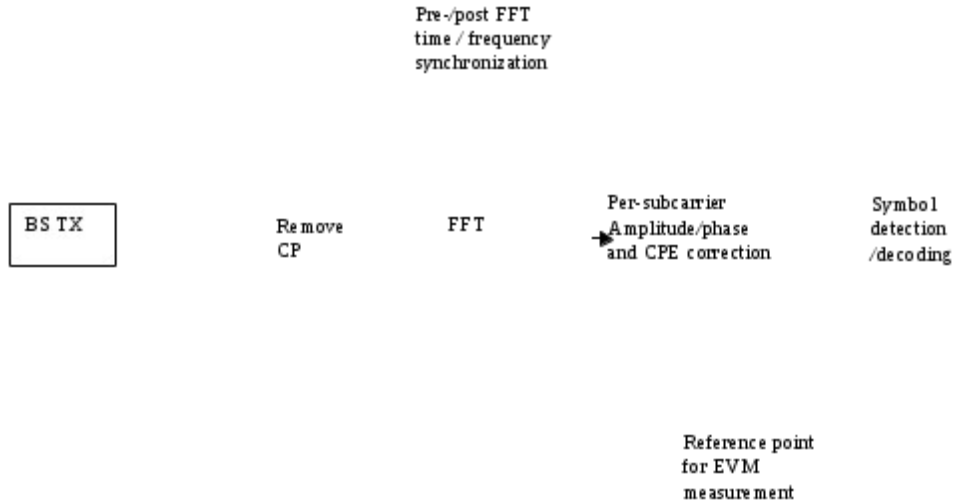 Pre-/post FFT
time / frequency
synchronization
BS TX
Remove
CP
FFT
Per-subcarrier
Amplitude/phase
and CPE correction
Symbol
detection
/decoding
Reference point
for EVM
measurement